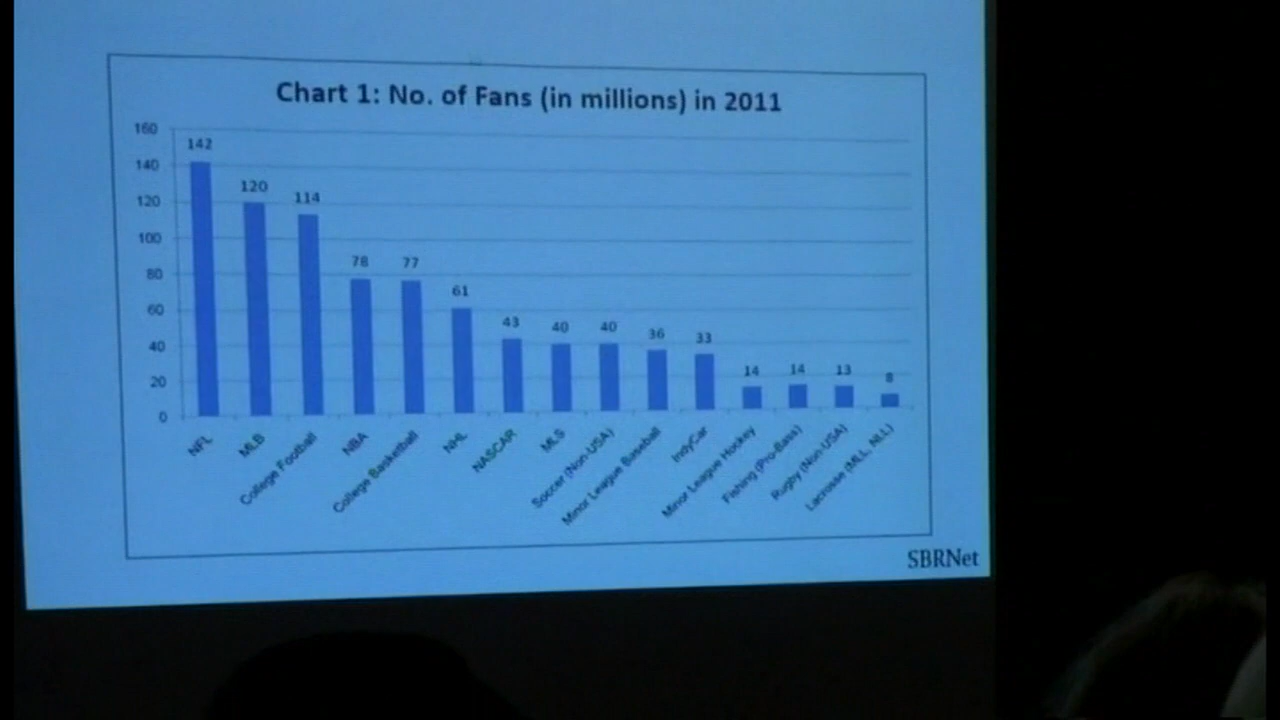 Chart 1: No. of Fans (in millions) in 2011
160
140
120
100
80
60
40
20
0
142
120
114
78
77
61
43
40
40
36
33
14
14
13
8
NFL
MLB
College Football
NBA
College Basketball
NHL
NASCAR
MLS
Soccer (Non-USA)
Minor League Baseball
IndyCar
Minor League Hockey
Fishing (Pro-Bass)
Rugby (Non-USA)
Lacrosse (MLL, NLL)
SBRNet